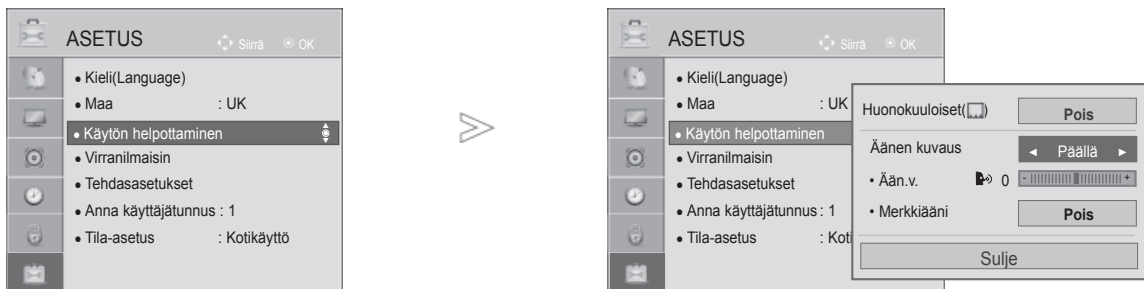 ASETUS
Siirrä OK
• Kieli(Language)
• Maa : UK
• Käytön helpottaminen
• Virranilmaisin
• Tehdasasetukset
• Anna käyttäjätunnus : 1
• Tila-asetus : Kotikäyttö
ASETUS
Siirrä OK
• Kieli(Language)
• Maa : UK
• Käytön helpottaminen
• Virranilmaisin
• Tehdasasetukset
• Anna käyttäjätunnus : 1
• Tila-asetus : Koti
Huonokuuloiset( ) Pois
Äänen kuvaus ◄ Päällä ►
• Ään.v. 0 - +
• Merkkiääni Pois
Sulje